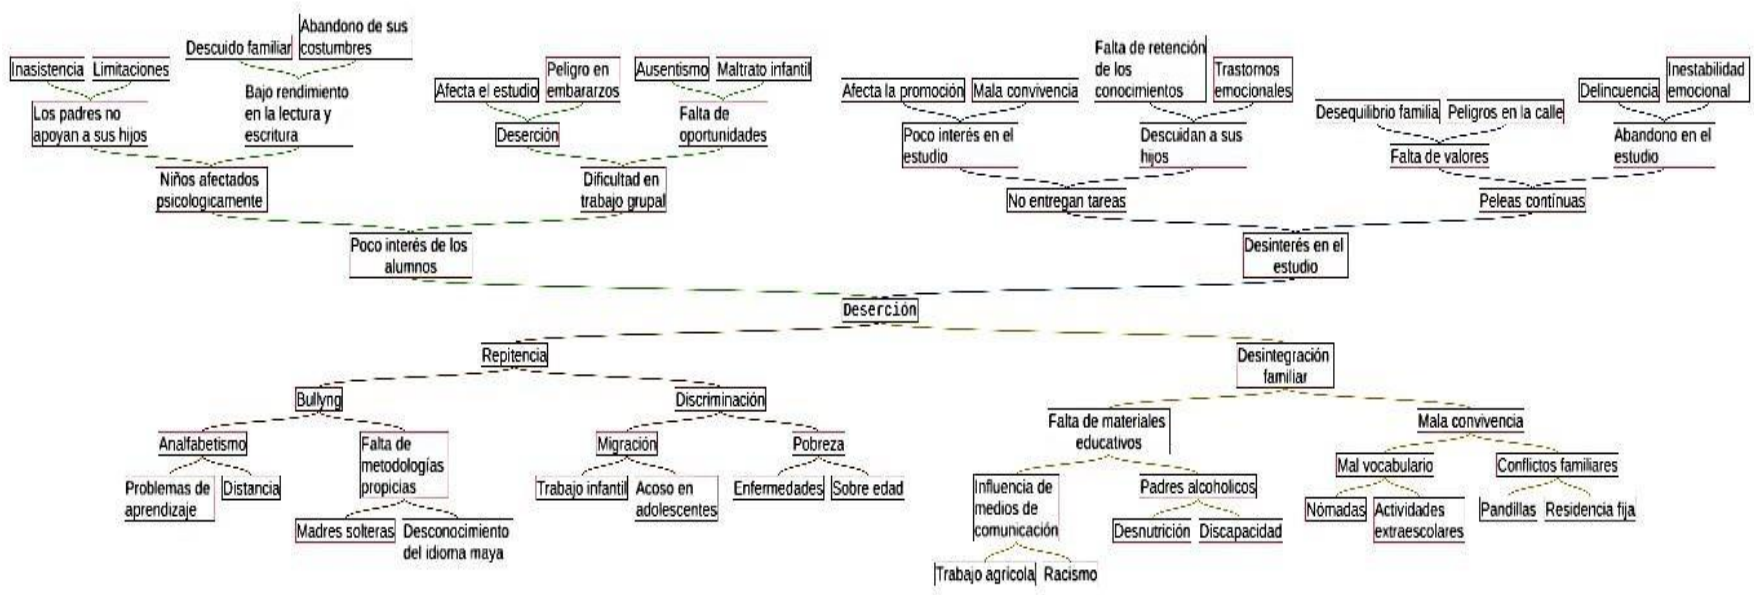 Abandono de sus
costumbres
Descuido familiar
Inasistencia
Limitaciones
Los padres no
apoyan a sus hijos
Bajo rendimiento
en la lectura y
escritura
Niños afectados
psicologicamente
Afecta el estudio
Peligro en
embararzos
Ausentismo
Maltrato infantil
Deserción
Falta de
oportunidades
Dificultad en
trabajo grupal
Poco interés de los
alumnos
Afecta la promoción
Mala convivencia
Falta de retención
de los
conocimientos
Trastornos
emocionales
Poco interés en el
estudio
Descuidan a sus
hijos
No entregan tareas
Desequilibrio familia
Peligros en la calle
Delincuencia
Inestabilidad
emocional
Falta de valores
Abandono en el
estudio
Peleas contínuas
Desinterés en el
estudio
Deserción
Repitencia
Bullyng
Discriminación
Analfabetismo
Falta de
metodologías
propicias
Migración
Pobreza
Problemas de
aprendizaje
Distancia
Madres solteras
Desconocimiento
del idioma maya
Trabajo infantil
Acoso en
adolescentes
Enfermedades
Sobre edad
Desintegración
familiar
Falta de materiales
educativos
Mala convivencia
Influencia de
medios de
comunicación
Padres alcoholicos
Mal vocabulario
Conflictos familiares
Trabajo agricola
Racismo
Desnutrición
Discapacidad
Nómadas
Actividades
extraescolares
Pandillas
Residencia fija